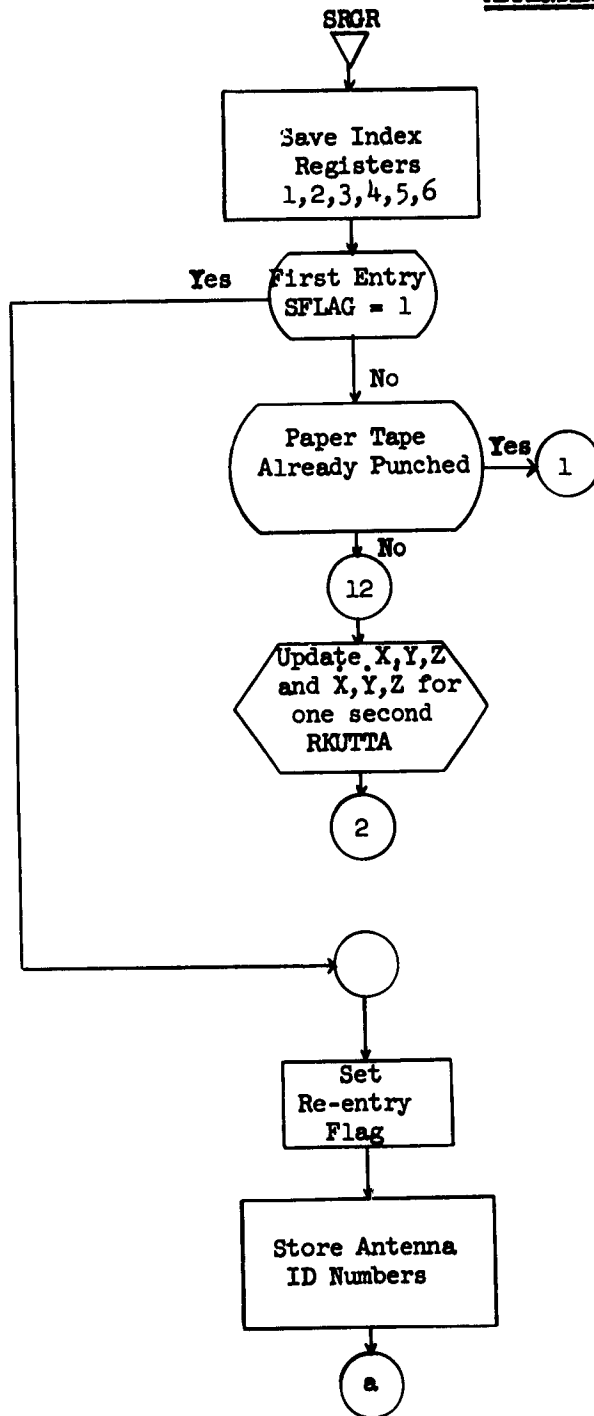 SRGR
Save Index
Registers
1,2,3,4,5,6
Yes
First Entry
SFLAG = 1
No
Paper Tape
Already Punched
Yes
1
No
12
Update X,Y,Z
and Ẋ,Ẏ,Ż for
one second
RKUTTA
2
Set
Re-entry
Flag
Store Antenna
ID Numbers
a